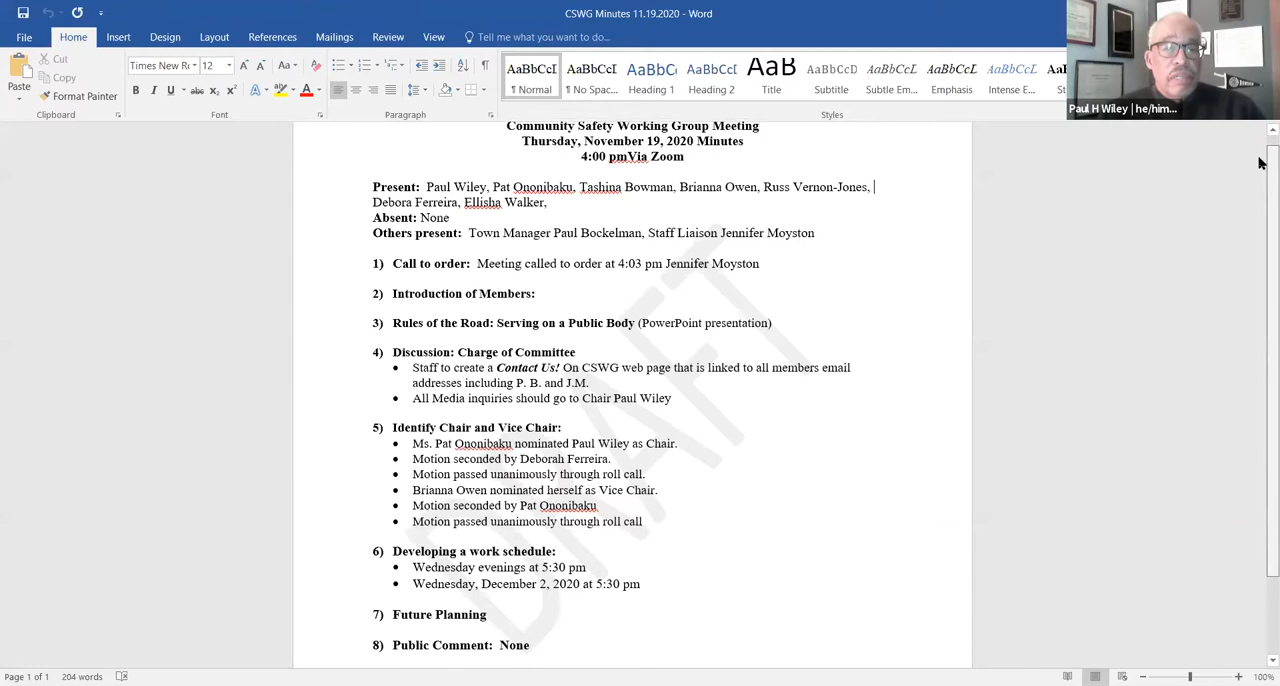 CSWG Minutes 11.19.2020 - Word
File Home Insert Design Layout References Mailings Review View Tell me what you want to do...
Paste
Cut
Copy
Format Painter
Clipboard
Times New Ro 12
Font
Paragraph
AaBbCcI AaBbCcI AaBbCc AaBbCcI AaB AaBbCcD AaBbCcL AaBbCcL AaBbCcL AaB
¶ Normal ¶ No Spac... Heading 1 Heading 2 Title Subtitle Subtle Em... Emphasis Intense E...
Styles
Paul H Wiley | he/him...
Community Safety Working Group Meeting
Thursday, November 19, 2020 Minutes
4:00 pmVia Zoom
Present: Paul Wiley, Pat Ononibaku, Tashina Bowman, Brianna Owen, Russ Vernon-Jones,
Debora Ferreira, Ellisha Walker,
Absent: None
Others present: Town Manager Paul Bockelman, Staff Liaison Jennifer Moyston
1) Call to order: Meeting called to order at 4:03 pm Jennifer Moyston
2) Introduction of Members:
3) Rules of the Road: Serving on a Public Body (PowerPoint presentation)
4) Discussion: Charge of Committee
• Staff to create a Contact Us! On CSWG web page that is linked to all members email
addresses including P. B. and J.M.
• All Media inquiries should go to Chair Paul Wiley
5) Identify Chair and Vice Chair:
• Ms. Pat Ononibaku nominated Paul Wiley as Chair.
• Motion seconded by Deborah Ferreira.
• Motion passed unanimously through roll call.
• Brianna Owen nominated herself as Vice Chair.
• Motion seconded by Pat Ononibaku
• Motion passed unanimously through roll call
6) Developing a work schedule:
• Wednesday evenings at 5:30 pm
• Wednesday, December 2, 2020 at 5:30 pm
7) Future Planning
8) Public Comment: None
DRAFT
Page 1 of 1 204 words
100%